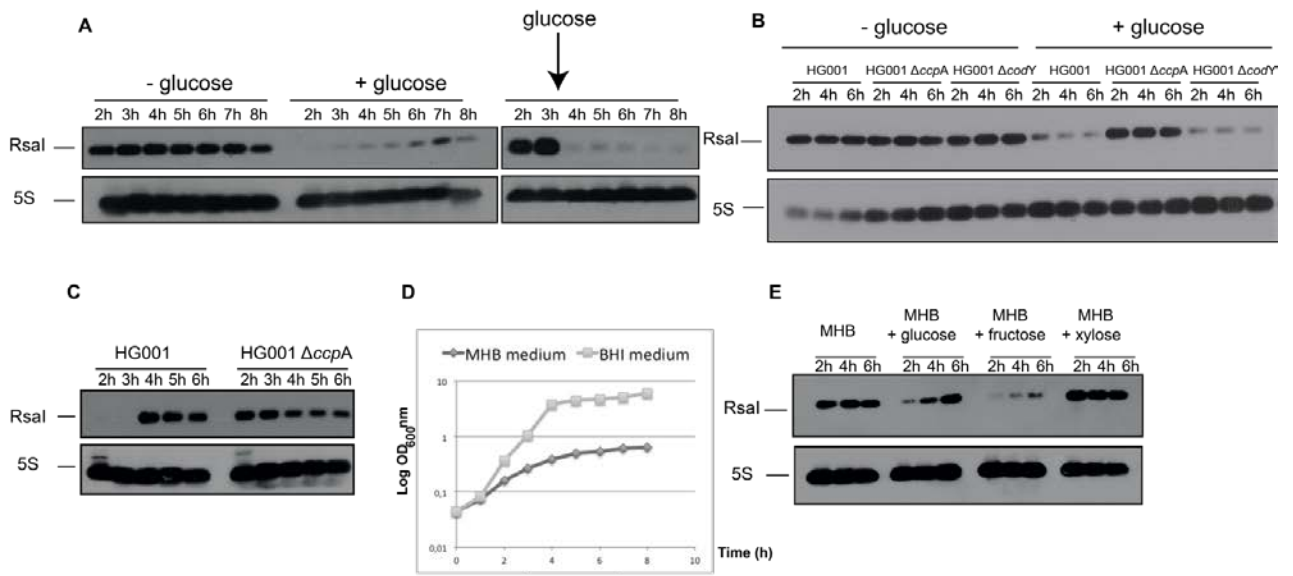 A
glucose
- glucose
+ glucose
2h 3h 4h 5h 6h 7h 8h
2h 3h 4h 5h 6h 7h 8h
2h 3h 4h 5h 6h 7h 8h
RsaI
5S
B
- glucose
+ glucose
HG001
HG001 ΔccpA
HG001 ΔcodY
HG001
HG001 ΔccpA
HG001 ΔcodY
2h 4h 6h 2h 4h 6h 2h 4h 6h 2h 4h 6h 2h 4h 6h 2h 4h 6h
RsaI
5S
C
HG001
HG001 ΔccpA
2h 3h 4h 5h 6h
2h 3h 4h 5h 6h
RsaI
5S
D
MHB medium
BHI medium
Log OD600nm
10
1
0,1
0,01
0 2 4 6 8 10
Time (h)
E
MHB
MHB
+ glucose
MHB
+ fructose
MHB
+ xylose
2h 4h 6h
2h 4h 6h
2h 4h 6h
2h 4h 6h
RsaI
5S